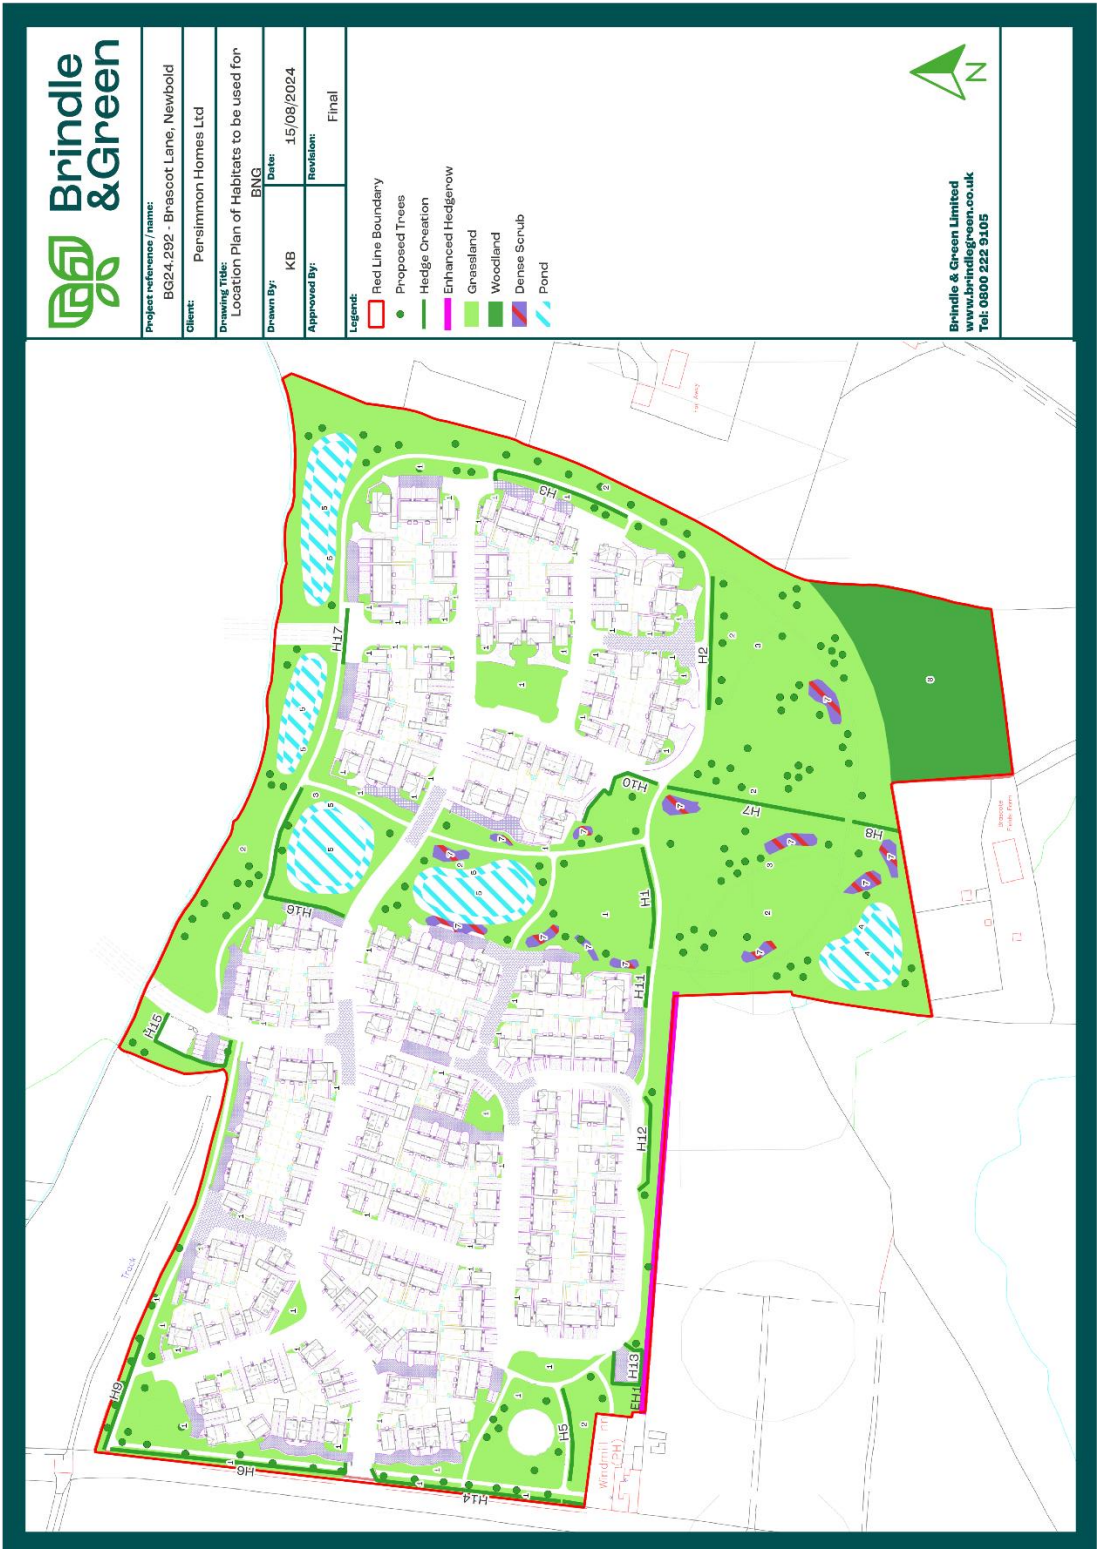 Brindle
&Green
Project reference / name:
BG24.292 - Brascot Lane, Newbold
Client:
Persimmon Homes Ltd
Drawing Title:
Location Plan of Habitats to be used for
BNG
Drawn By:
KB
Date:
15/08/2024
Approved By:
Revision:
Final
Legend:
Red Line Boundary
Proposed Trees
Hedge Creation
Enhanced Hedgerow
Grassland
Woodland
Dense Scrub
Pond
N
Brindle & Green Limited
www.brindlegreen.co.uk
Tel: 0800 222 9105
H3
H17
H2
H10
H7
H8
H1
H16
H11
H15
H12
H13
EH1
H5
H9
H6
H14
Track